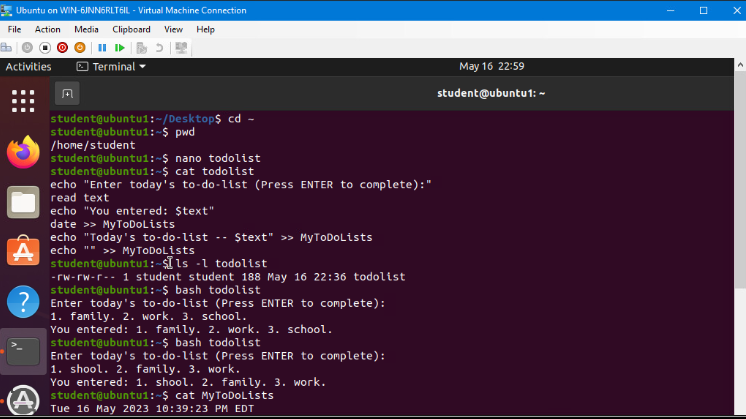 Ubuntu on WIN-6JNN6RLT6IL - Virtual Machine Connection
File Action Media Clipboard View Help
Activities Terminal May 16 22:59
student@ubuntu1: ~
student@ubuntu1:~/Desktop$ cd ~
student@ubuntu1:~$ pwd
/home/student
student@ubuntu1:~$ nano todolist
student@ubuntu1:~$ cat todolist
echo "Enter today's to-do-list (Press ENTER to complete):"
read text
echo "You entered: $text"
date >> MyToDoLists
echo "Today's to-do-list -- $text" >> MyToDoLists
echo "" >> MyToDoLists
student@ubuntu1:~$ ls -l todolist
-rw-rw-r-- 1 student student 188 May 16 22:36 todolist
student@ubuntu1:~$ bash todolist
Enter today's to-do-list (Press ENTER to complete):
1. family. 2. work. 3. school.
You entered: 1. family. 2. work. 3. school.
student@ubuntu1:~$ bash todolist
Enter today's to-do-list (Press ENTER to complete):
1. shool. 2. family. 3. work.
You entered: 1. shool. 2. family. 3. work.
student@ubuntu1:~$ cat MyToDoLists
Tue 16 May 2023 10:39:23 PM EDT